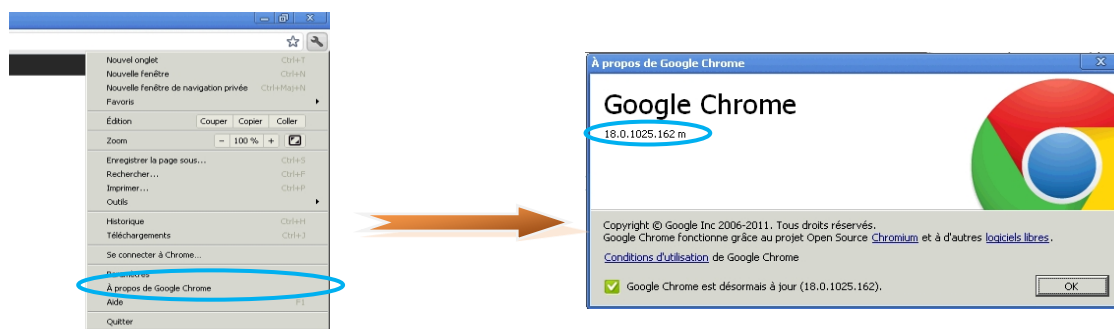 Nouvel onglet Ctrl+T
Nouvelle fenêtre Ctrl+N
Nouvelle fenêtre de navigation privée Ctrl+Maj+N
Favoris
Édition Couper Copier Coller
Zoom - 100 % +
Enregistrer la page sous... Ctrl+S
Rechercher... Ctrl+F
Imprimer... Ctrl+P
Outils
Historique Ctrl+H
Téléchargements Ctrl+J
Se connecter à Chrome...
Paramètres
À propos de Google Chrome
Aide F1
Quitter
À propos de Google Chrome
Google Chrome
18.0.1025.162 m
Copyright © Google Inc 2006-2011. Tous droits réservés.
Google Chrome fonctionne grâce au projet Open Source Chromium et à d'autres logiciels libres.
Conditions d'utilisation de Google Chrome
Google Chrome est désormais à jour (18.0.1025.162).
OK